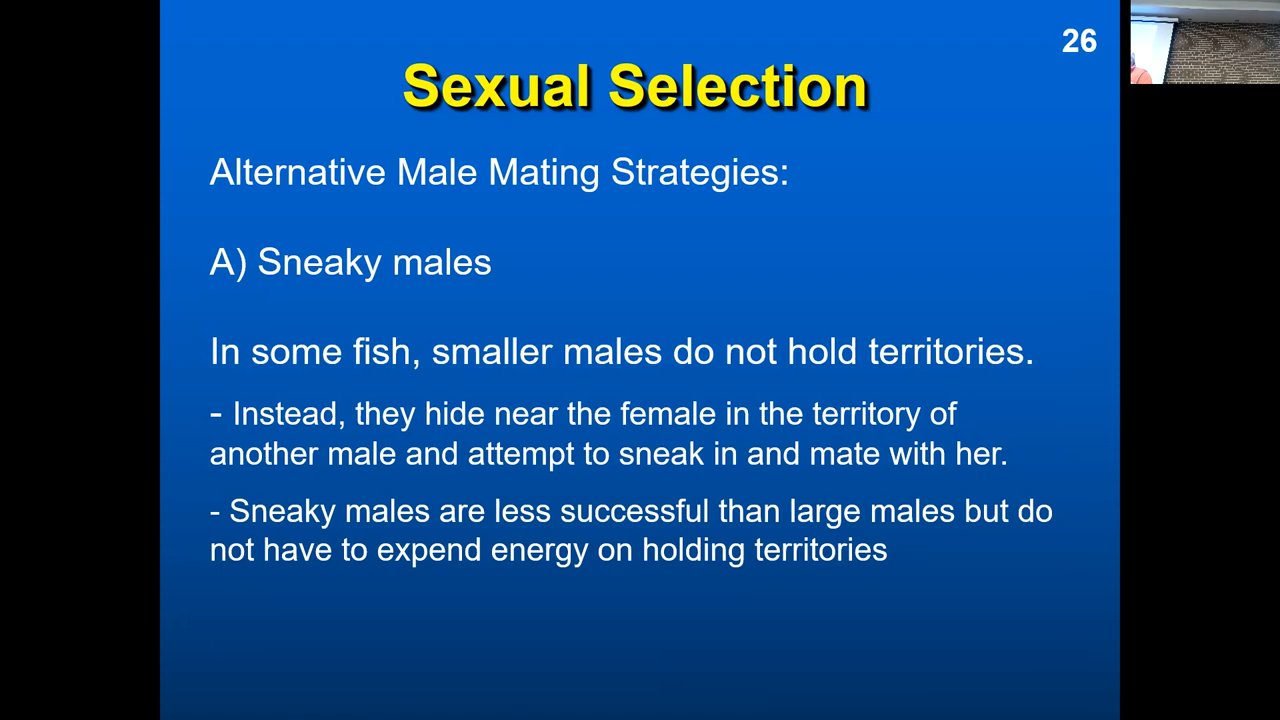 26
Sexual Selection
Alternative Male Mating Strategies:
A) Sneaky males
In some fish, smaller males do not hold territories.
- Instead, they hide near the female in the territory of
another male and attempt to sneak in and mate with her.
- Sneaky males are less successful than large males but do
not have to expend energy on holding territories